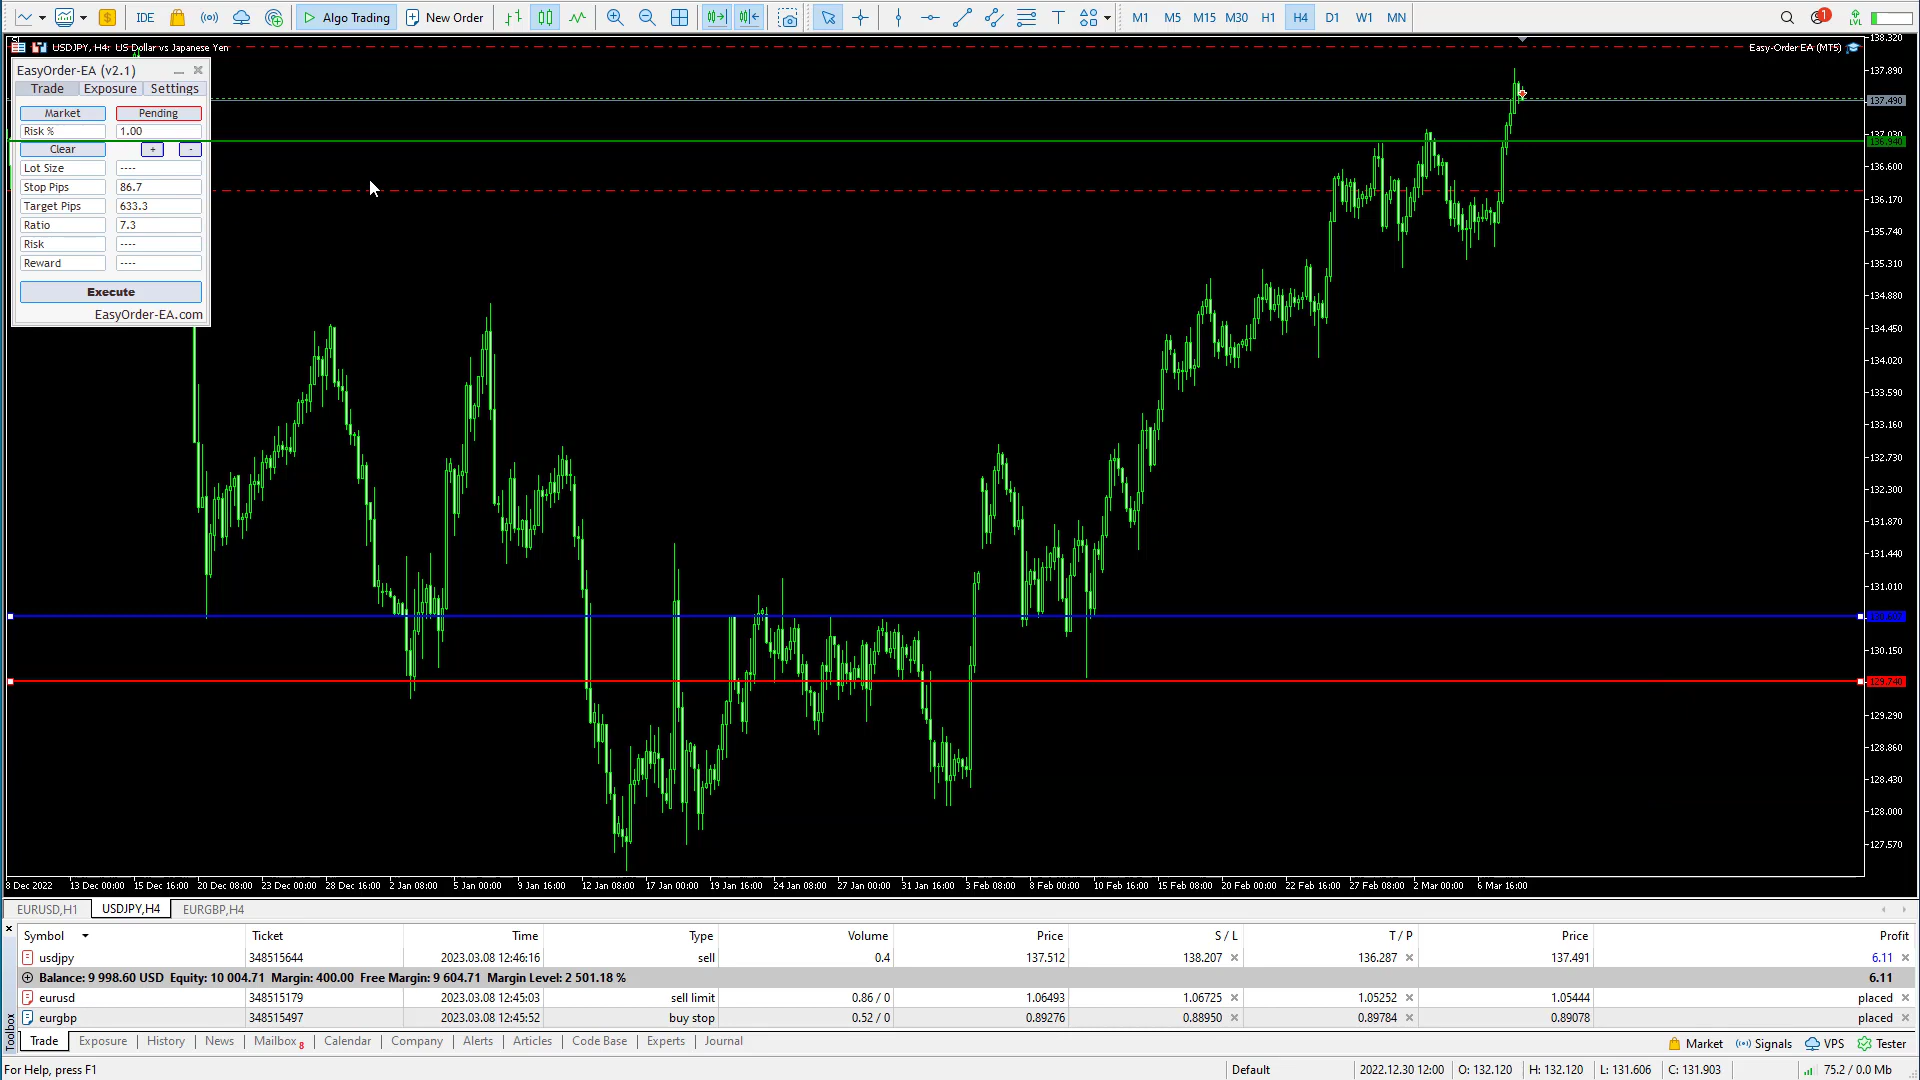 IDE
Algo Trading
New Order
M1 M5 M15 M30 H1 H4 D1 W1 MN
1
LVL
USDJPY, H4: US Dollar vs Japanese Yen
Easy-Order EA (MT5)
EasyOrder-EA (v2.1)
Trade Exposure Settings
Market Pending
Risk % 1.00
Clear + -
Lot Size ----
Stop Pips 86.7
Target Pips 633.3
Ratio 7.3
Risk ----
Reward ----
Execute
EasyOrder-EA.com
138.320
137.890
137.490
137.030
136.940
136.600
136.170
135.740
135.310
134.880
134.450
134.020
133.590
133.160
132.730
132.300
131.870
131.440
131.010
130.607
130.150
129.740
129.290
128.860
128.430
128.000
127.570
8 Dec 2022 13 Dec 00:00 15 Dec 16:00 20 Dec 08:00 23 Dec 00:00 28 Dec 16:00 2 Jan 08:00 5 Jan 00:00 9 Jan 16:00 12 Jan 08:00 17 Jan 00:00 19 Jan 16:00 24 Jan 08:00 27 Jan 00:00 31 Jan 16:00 3 Feb 08:00 8 Feb 00:00 10 Feb 16:00 15 Feb 08:00 20 Feb 00:00 22 Feb 16:00 27 Feb 08:00 2 Mar 00:00 6 Mar 16:00
EURUSD,H1 USDJPY,H4 EURGBP,H4
Symbol Ticket Time Type Volume Price S / L T / P Price Profit
usdjpy 348515644 2023.03.08 12:46:16 sell 0.4 137.512 138.207 136.287 137.491 6.11
Balance: 9 998.60 USD Equity: 10 004.71 Margin: 400.00 Free Margin: 9 604.71 Margin Level: 2 501.18 % 6.11
eurusd 348515179 2023.03.08 12:45:03 sell limit 0.86 / 0 1.06493 1.06725 1.05252 1.05444 placed
eurgbp 348515497 2023.03.08 12:45:52 buy stop 0.52 / 0 0.89276 0.88950 0.89784 0.89078 placed
Toolbox
Trade Exposure History News Mailbox 8 Calendar Company Alerts Articles Code Base Experts Journal
Market Signals VPS Tester
For Help, press F1
Default 2022.12.30 12:00 O: 132.120 H: 132.120 L: 131.606 C: 131.903 75.2 / 0.0 Mb